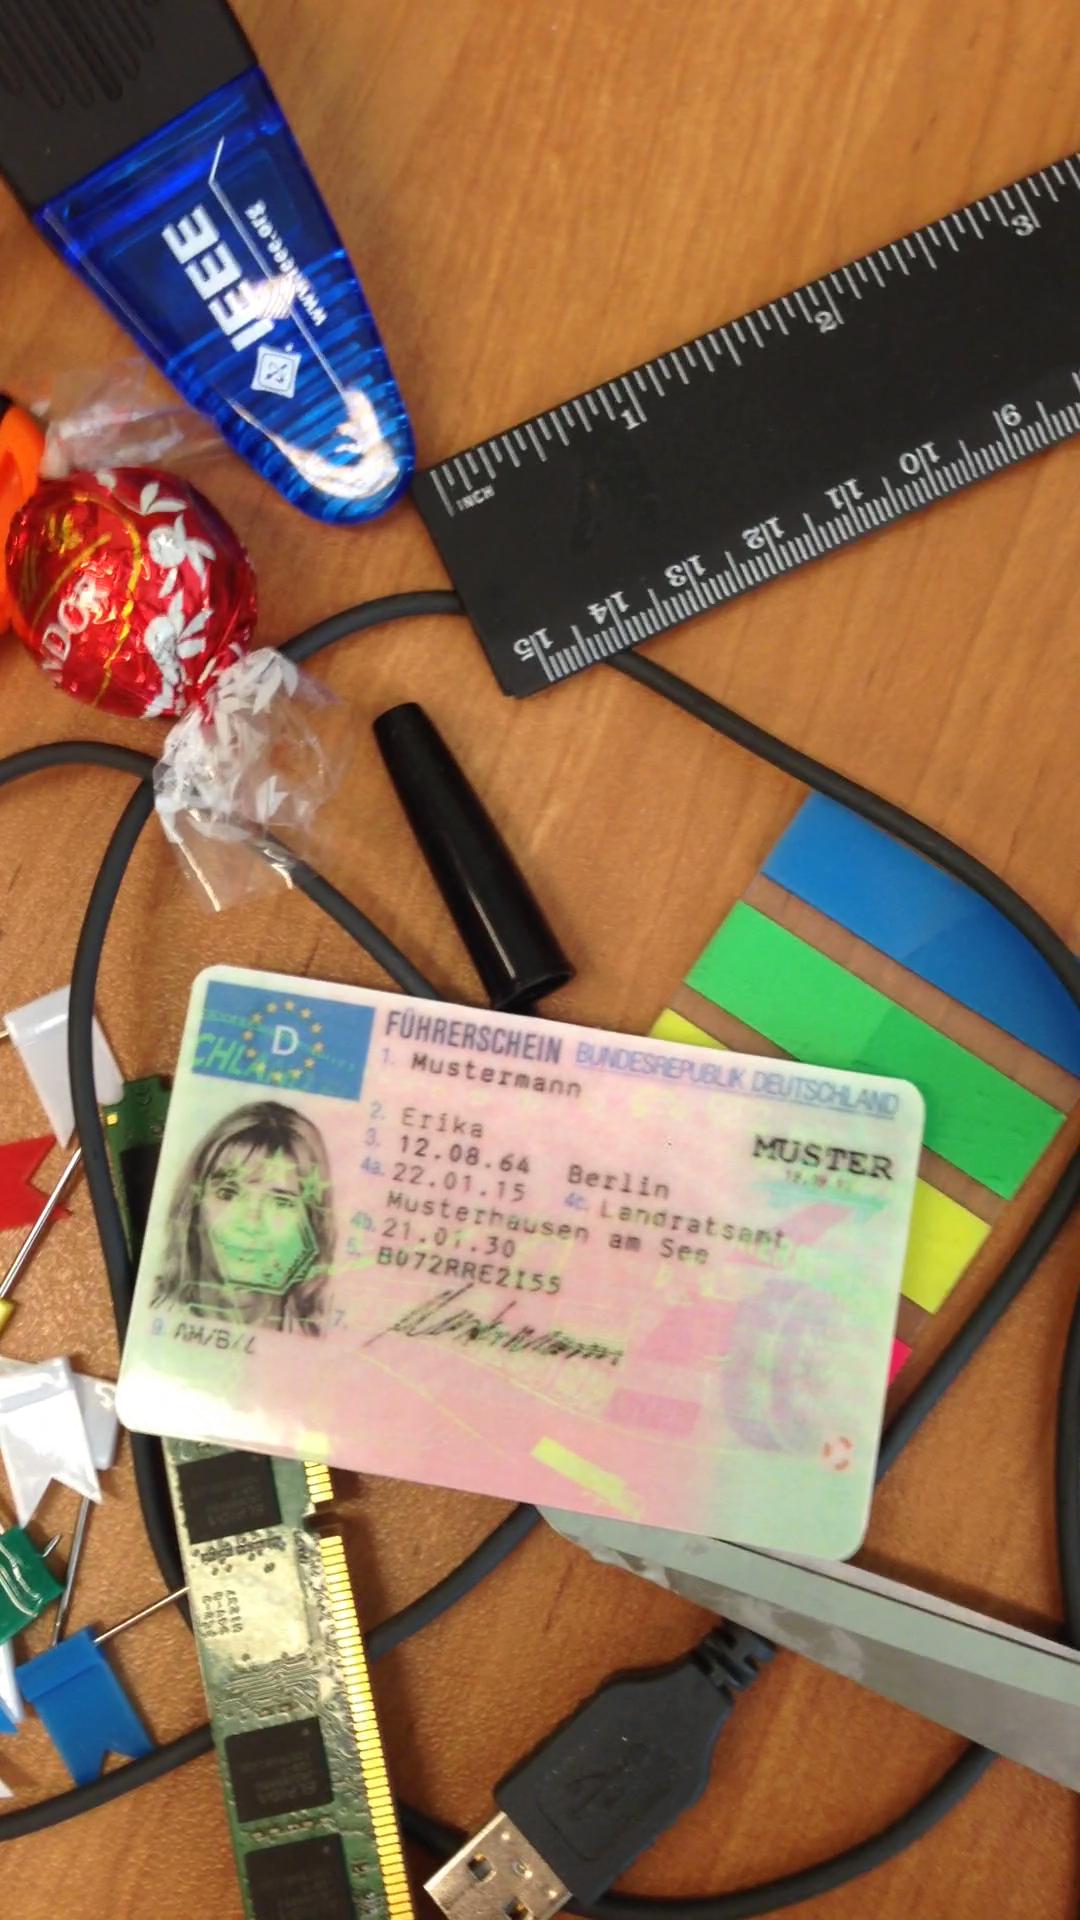 IEEE
www.ieee.org
1
2
3
INCH
15
14
13
12
11
10
9
NDOR
D
CHLA
FÜHRERSCHEIN BUNDESREPUBLIK DEUTSCHLAND
1. Mustermann
2. Erika
3. 12.08.64 Berlin
MUSTER
4a. 22.01.15 4c. Landratsamt
Musterhausen am See
4b. 21.01.30
5. B072RRE2I55
7.
9. AM/B/L